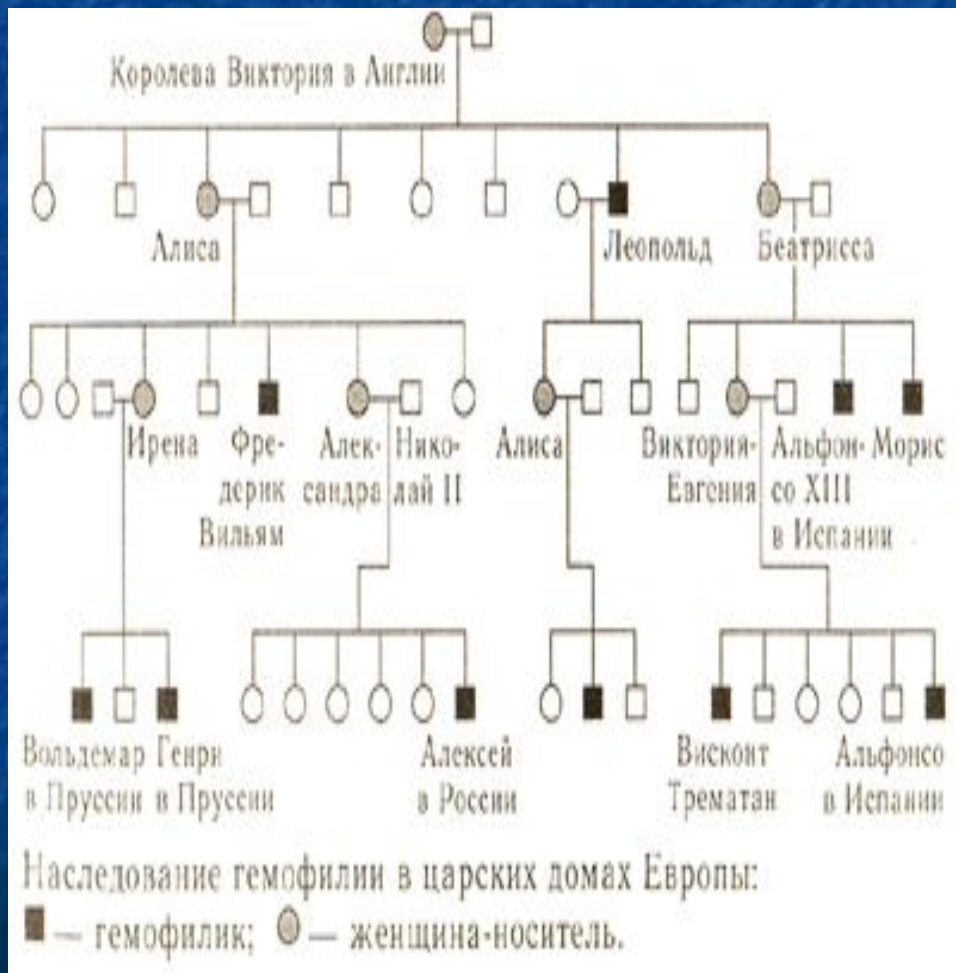 Королева Виктория в Англии
Алиса Леопольд Беатрисса
Ирена Фре- Алек- Нико- Алиса Виктория- Альфон- Морис
дерик сандра лай II Евгения со XIII
Вильям в Испании
Вольдемар Генри Алексей Висконт Альфонсо
в Пруссии в Пруссии в России Трематан в Испании
Наследование гемофилии в царских домах Европы:
— гемофилик; — женщина-носитель.